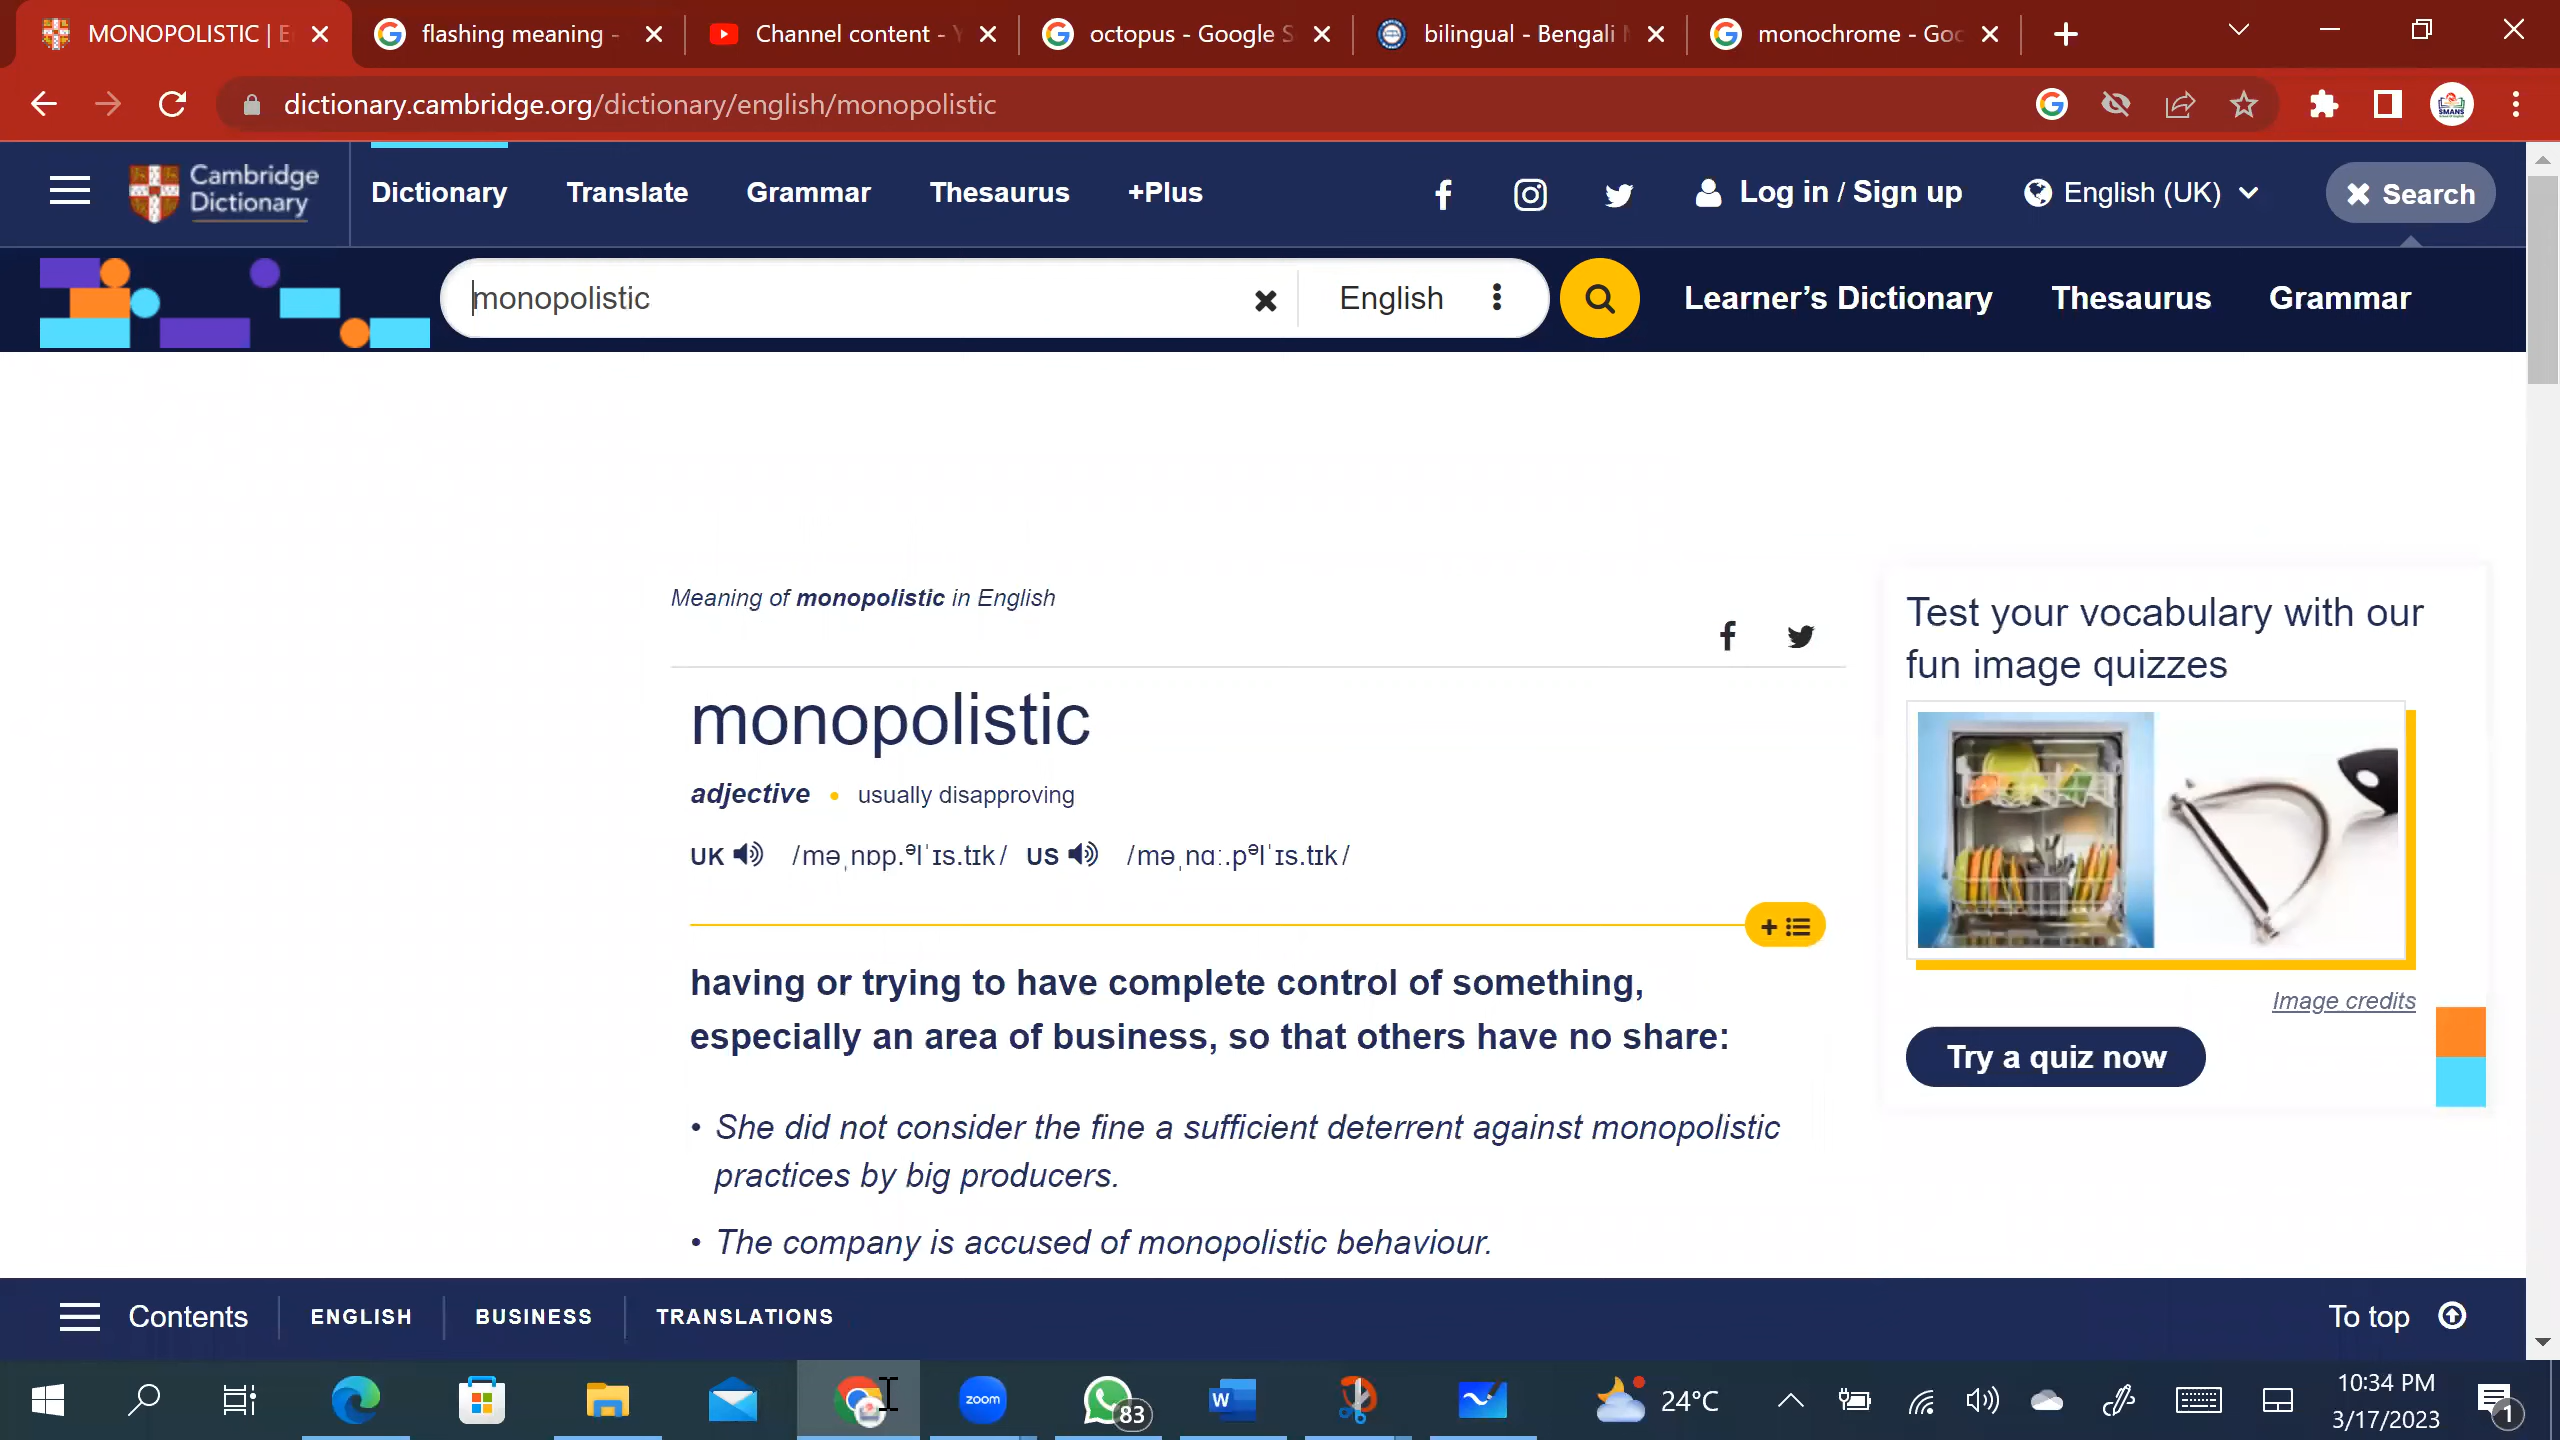 MONOPOLISTIC | E
flashing meaning -
Channel content - Y
octopus - Google S
bilingual - Bengali M
monochrome - Goo
dictionary.cambridge.org/dictionary/english/monopolistic
SMANS
Cambridge
Dictionary
Dictionary
Translate
Grammar
Thesaurus
+Plus
Log in / Sign up
English (UK)
Search
monopolistic
English
Learner's Dictionary
Thesaurus
Grammar
Meaning of monopolistic in English
monopolistic
adjective • usually disapproving
UK /məˌnɒp.ᵊlˈɪs.tɪk/ US /məˌnɑː.pᵊlˈɪs.tɪk/
having or trying to have complete control of something,
especially an area of business, so that others have no share:
• She did not consider the fine a sufficient deterrent against monopolistic
practices by big producers.
• The company is accused of monopolistic behaviour.
Test your vocabulary with our
fun image quizzes
Image credits
Try a quiz now
Contents
ENGLISH
BUSINESS
TRANSLATIONS
To top
zoom
83
W
24°C
10:34 PM
3/17/2023
1